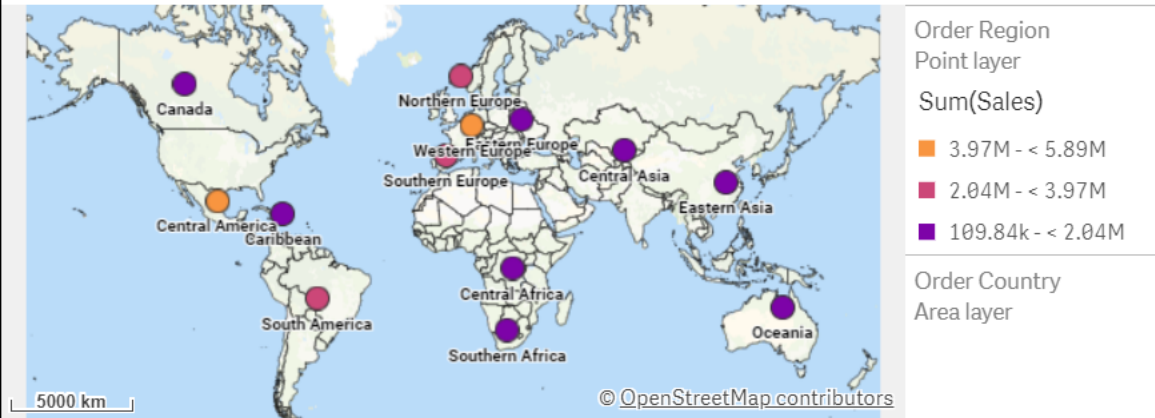 Canada
Northern Europe
Eastern Europe
Western Europe
Southern Europe
Central Asia
Eastern Asia
Central America
Caribbean
Central Africa
South America
Oceania
Southern Africa
5000 km
© OpenStreetMap contributors
Order Region
Point layer
Sum(Sales)
3.97M - < 5.89M
2.04M - < 3.97M
109.84k - < 2.04M
Order Country
Area layer